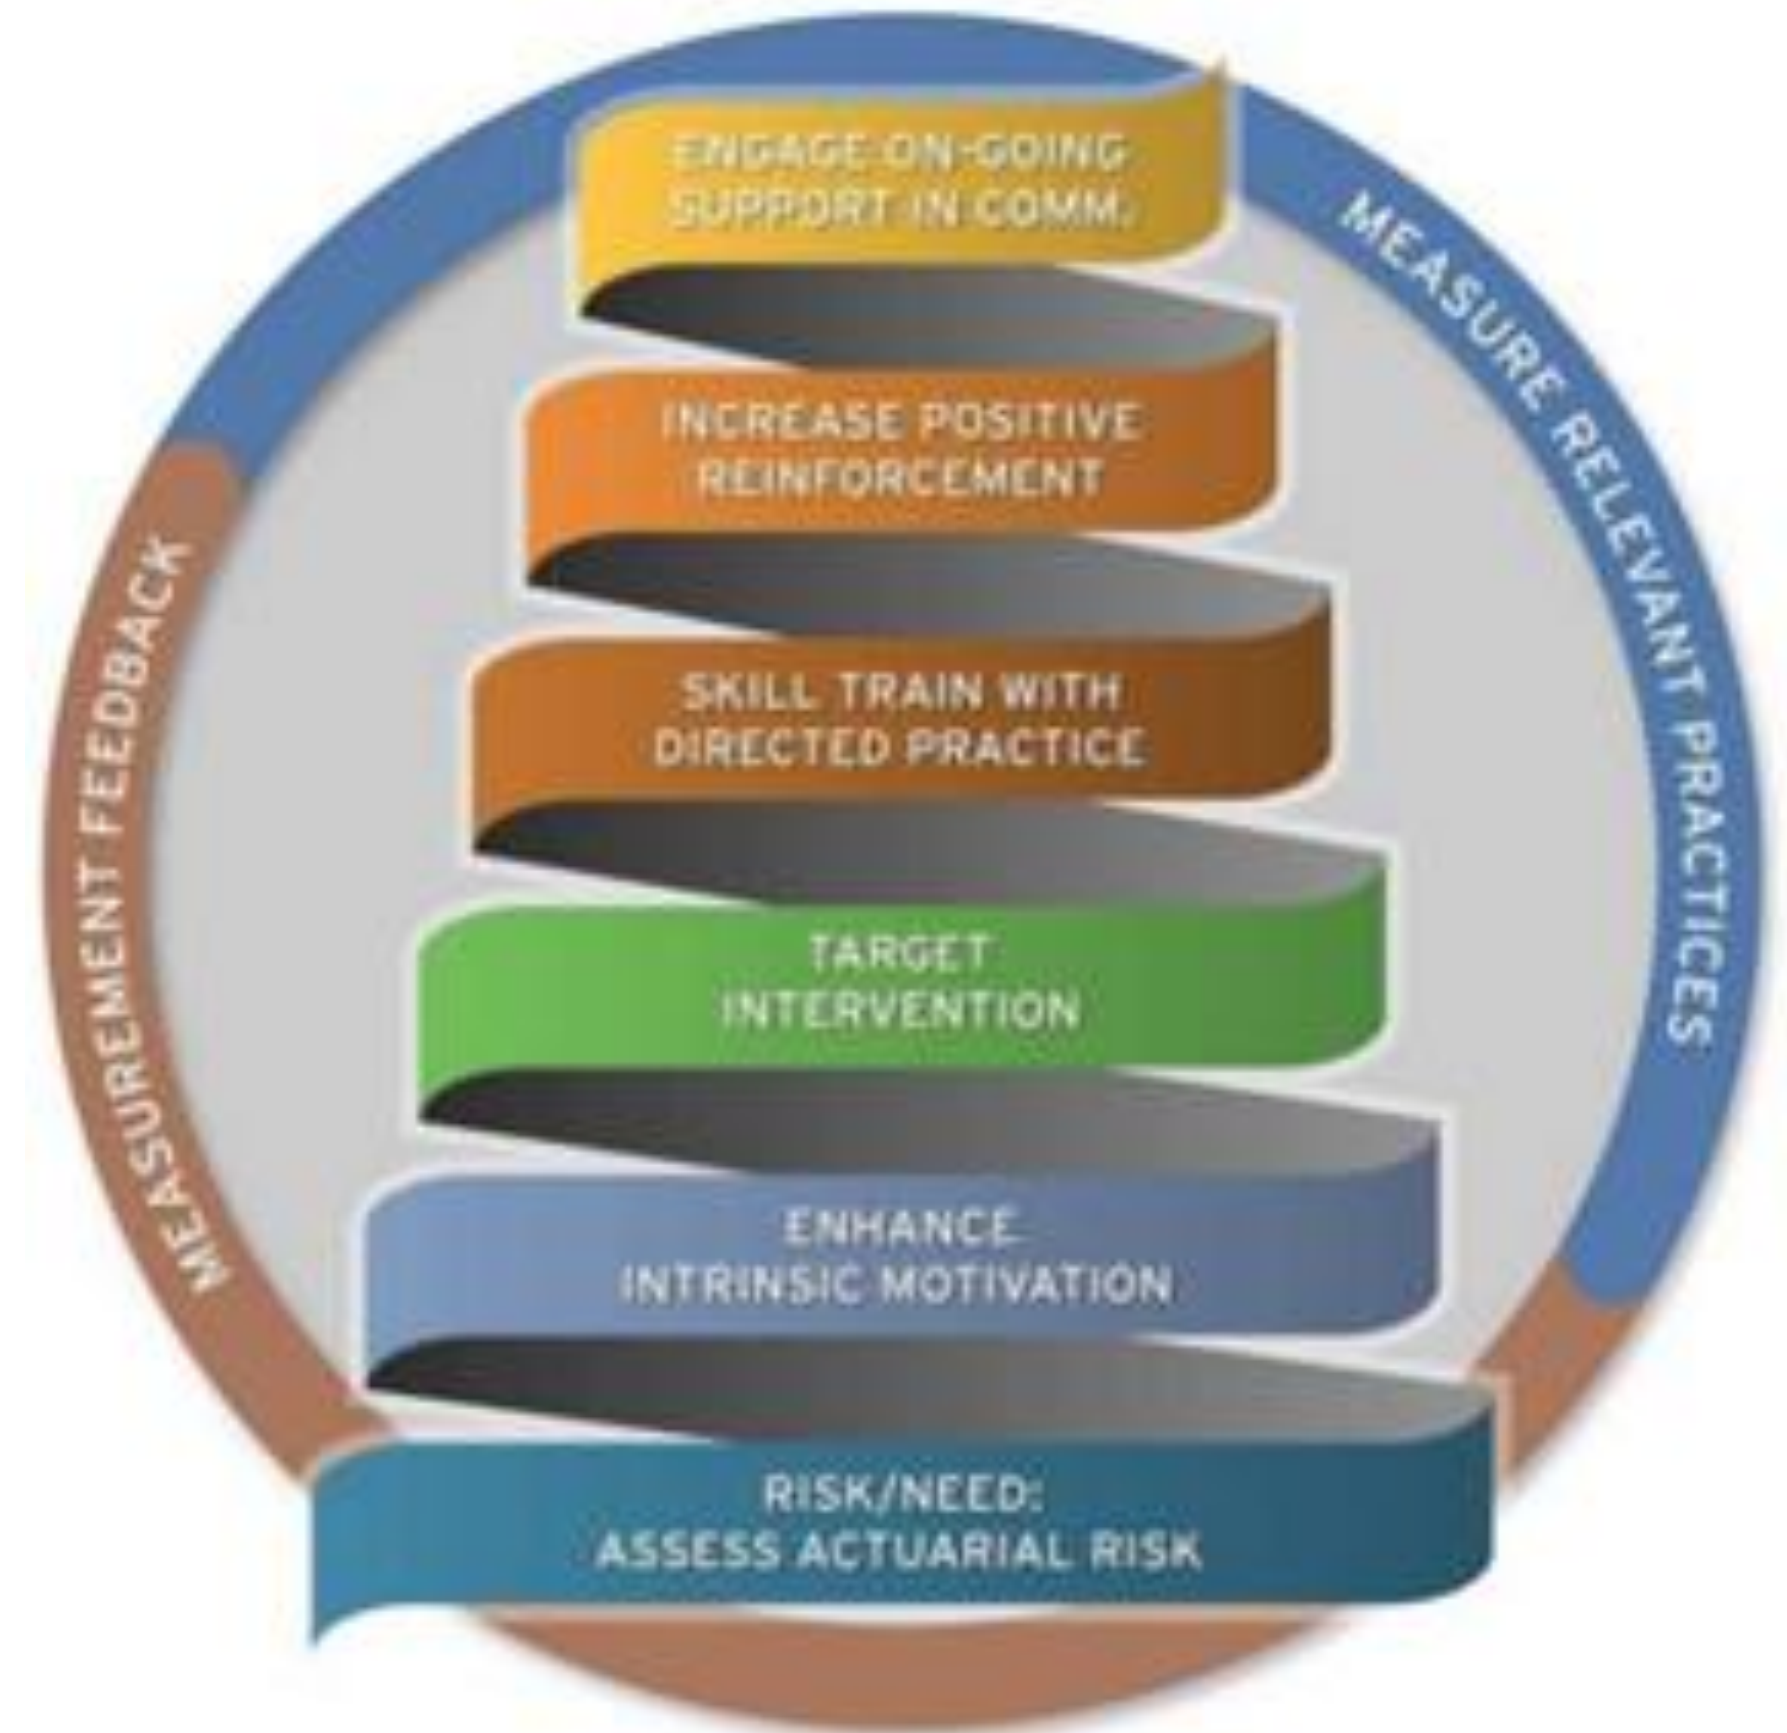 ENGAGE ON-GOING
SUPPORT IN COMM.
INCREASE POSITIVE
REINFORCEMENT
SKILL TRAIN WITH
DIRECTED PRACTICE
TARGET
INTERVENTION
ENHANCE
INTRINSIC MOTIVATION
RISK/NEED:
ASSESS ACTUARIAL RISK
MEASUREMENT FEEDBACK
MEASURE RELEVANT PRACTICES